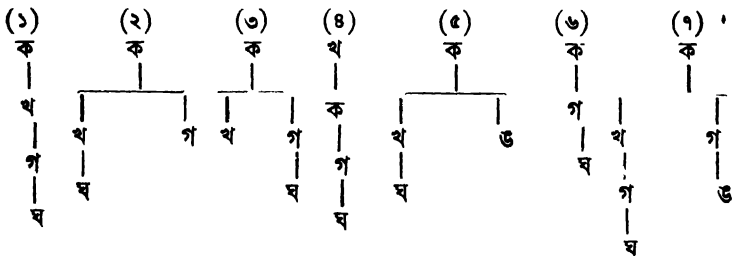 (১) (২) (৩) (৪) (৫) (৬) (৭)
ক ক ক খ ক ক ক
খ খ গ খ গ ক খ ঙ গ খ গ
গ ঘ ঘ গ ঘ ঘ গ ঙ
ঘ ঘ ঘ